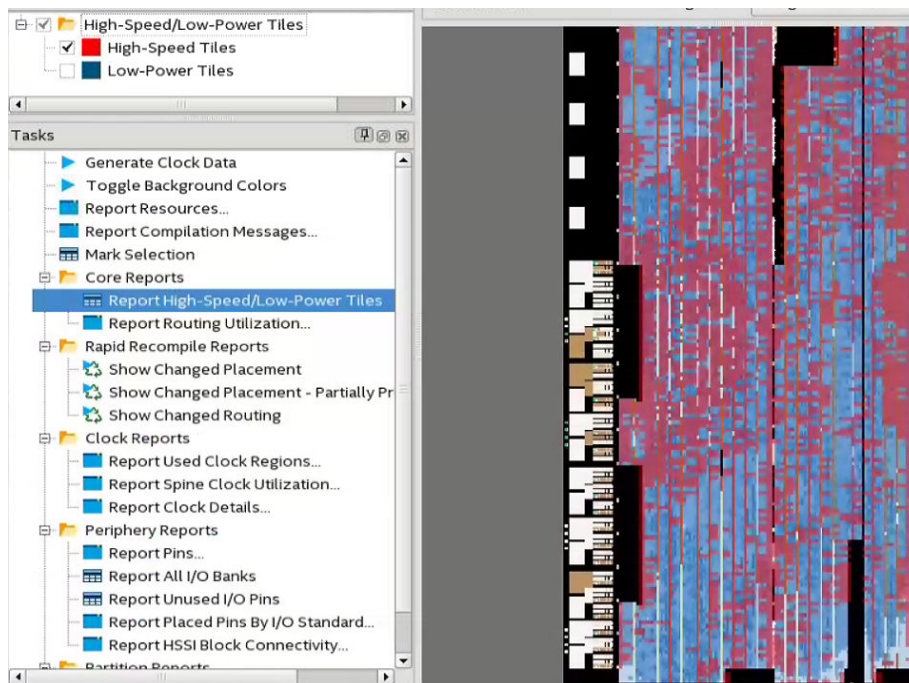 High-Speed/Low-Power Tiles
High-Speed Tiles
Low-Power Tiles
Tasks
Generate Clock Data
Toggle Background Colors
Report Resources...
Report Compilation Messages...
Mark Selection
Core Reports
Report High-Speed/Low-Power Tiles
Report Routing Utilization...
Rapid Recompile Reports
Show Changed Placement
Show Changed Placement - Partially Pr
Show Changed Routing
Clock Reports
Report Used Clock Regions...
Report Spine Clock Utilization...
Report Clock Details...
Periphery Reports
Report Pins...
Report All I/O Banks
Report Unused I/O Pins
Report Placed Pins By I/O Standard...
Report HSSI Block Connectivity...
Partition Reports